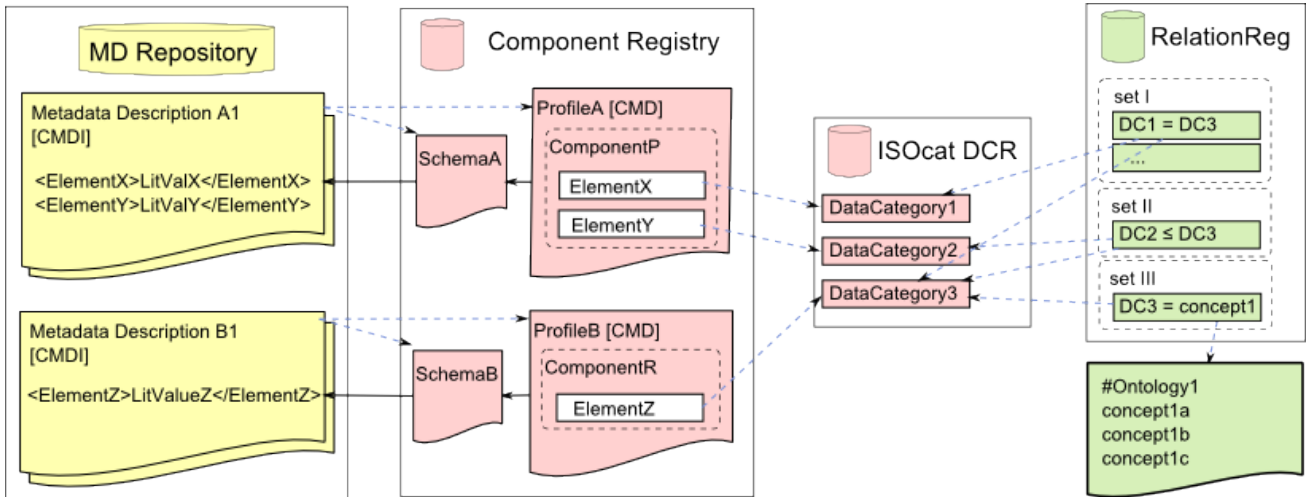 MD Repository
Metadata Description A1
[CMDI]
<ElementX>LitValX</ElementX>
<ElementY>LitValY</ElementY>
Metadata Description B1
[CMDI]
<ElementZ>LitValueZ</ElementZ>
Component Registry
SchemaA
ProfileA [CMD]
ComponentP
ElementX
ElementY
SchemaB
ProfileB [CMD]
ComponentR
ElementZ
ISOcat DCR
DataCategory1
DataCategory2
DataCategory3
RelationReg
set I
DC1 = DC3
...
set II
DC2 ≤ DC3
set III
DC3 = concept1
#Ontology1
concept1a
concept1b
concept1c